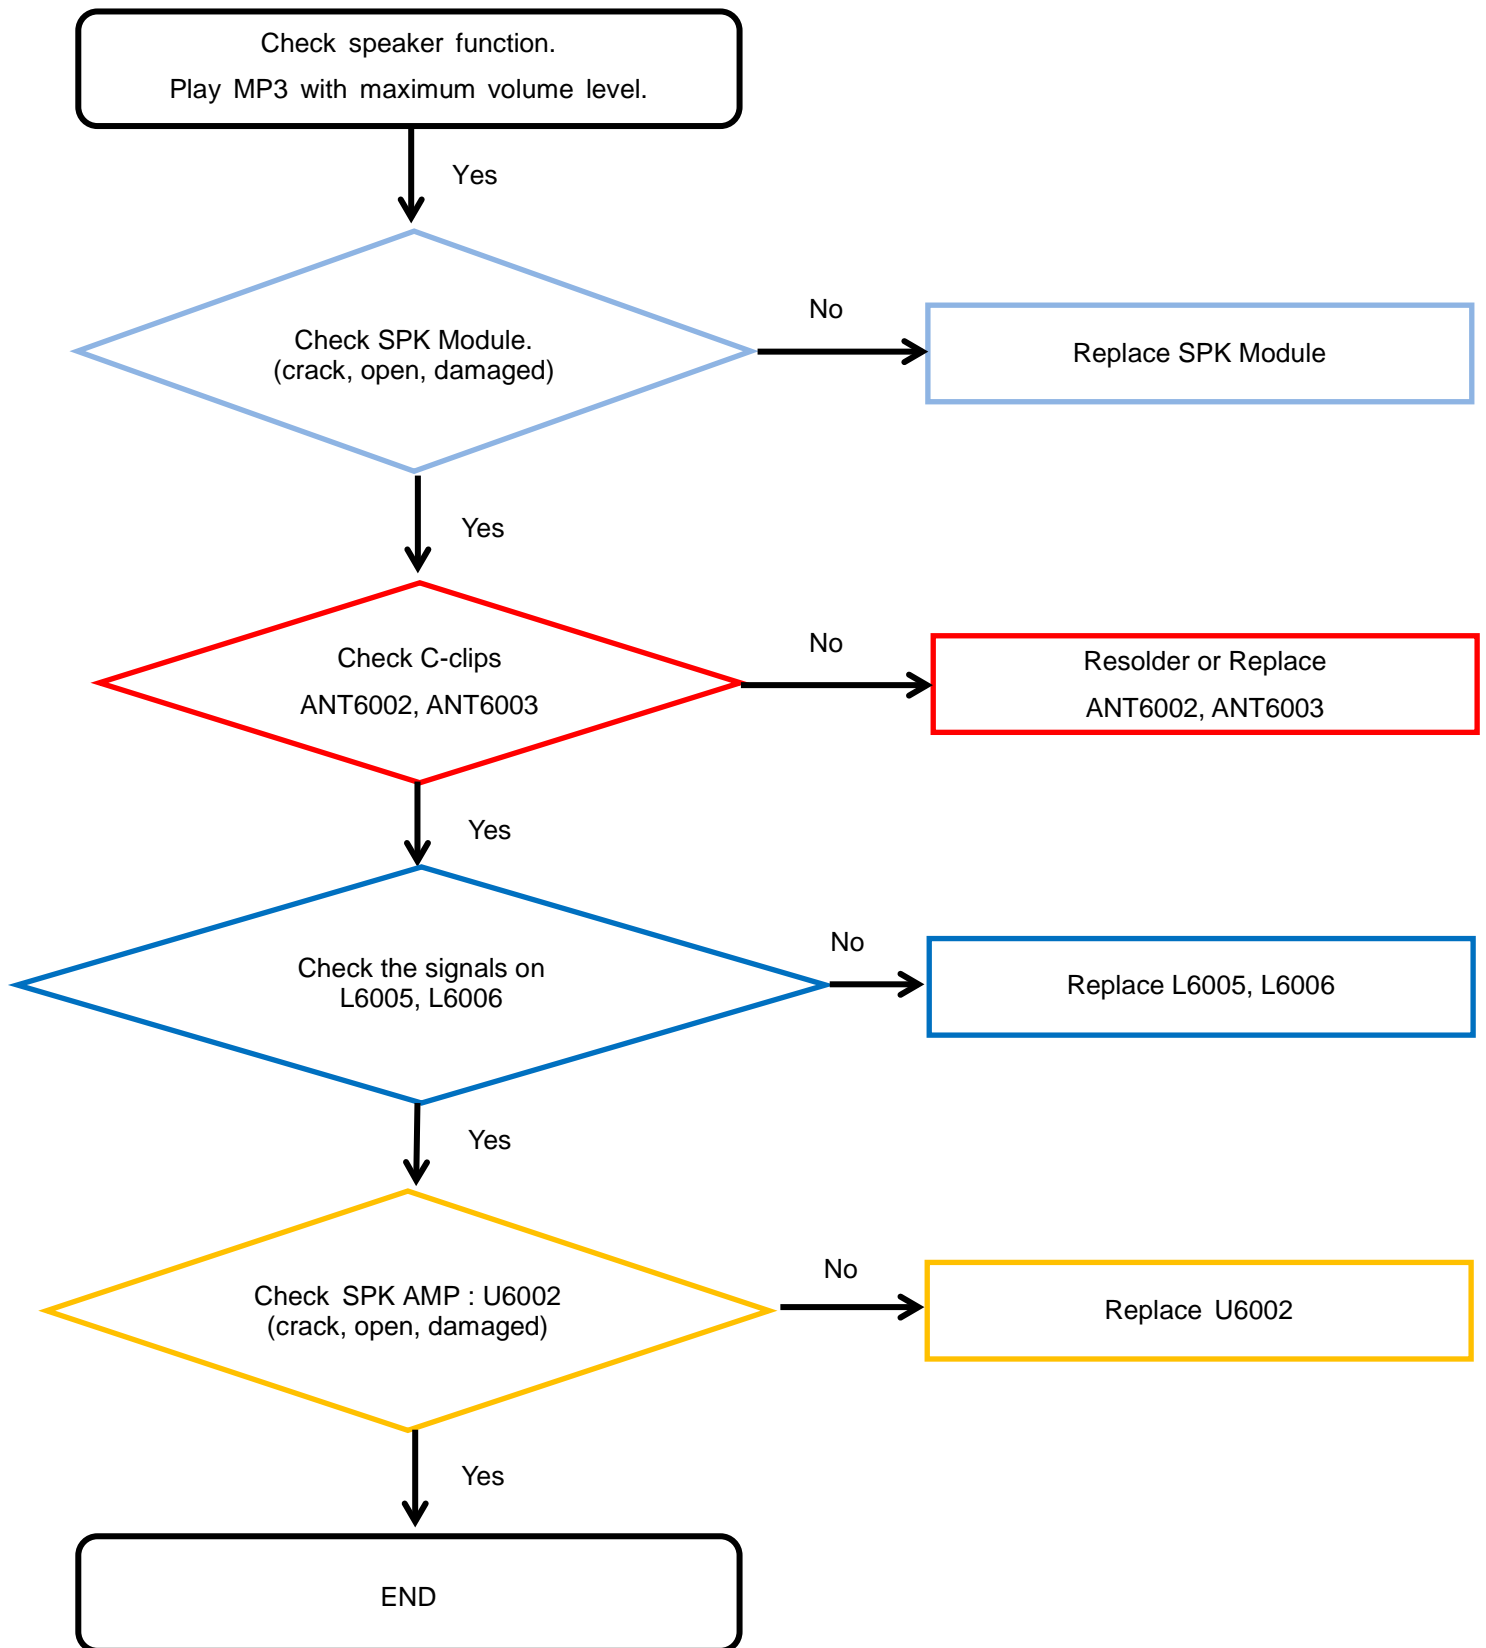 Check speaker function.
Play MP3 with maximum volume level.
Yes
Check SPK Module.
(crack, open, damaged)
No
Replace SPK Module
Yes
Check C-clips
ANT6002, ANT6003
No
Resolder or Replace
ANT6002, ANT6003
Yes
Check the signals on
L6005, L6006
No
Replace L6005, L6006
Yes
Check SPK AMP : U6002
(crack, open, damaged)
No
Replace U6002
Yes
END